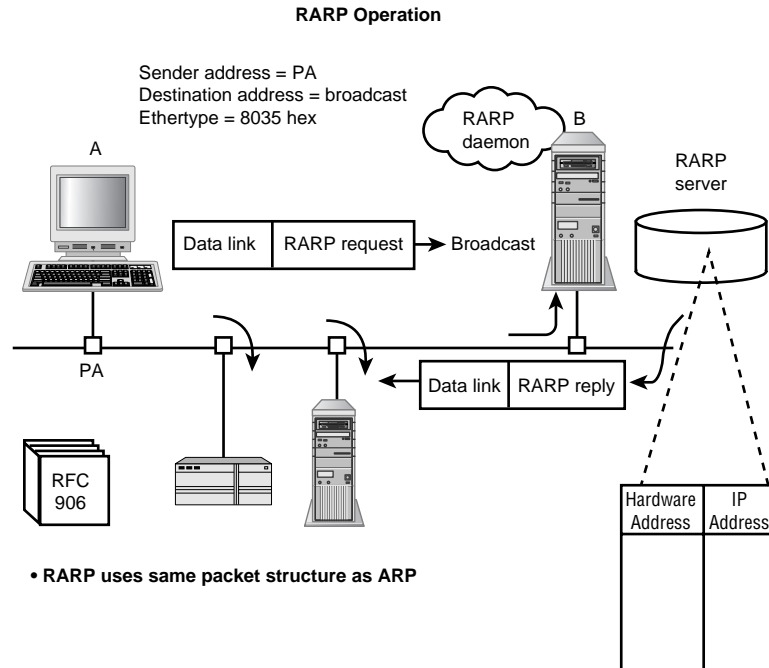 RARP Operation
Sender address = PA
Destination address = broadcast
Ethertype = 8035 hex
A
RARP
daemon
B
RARP
server
Data link
RARP request
Broadcast
PA
Data link
RARP reply
RFC
906
Hardware
Address
IP
Address
• RARP uses same packet structure as ARP